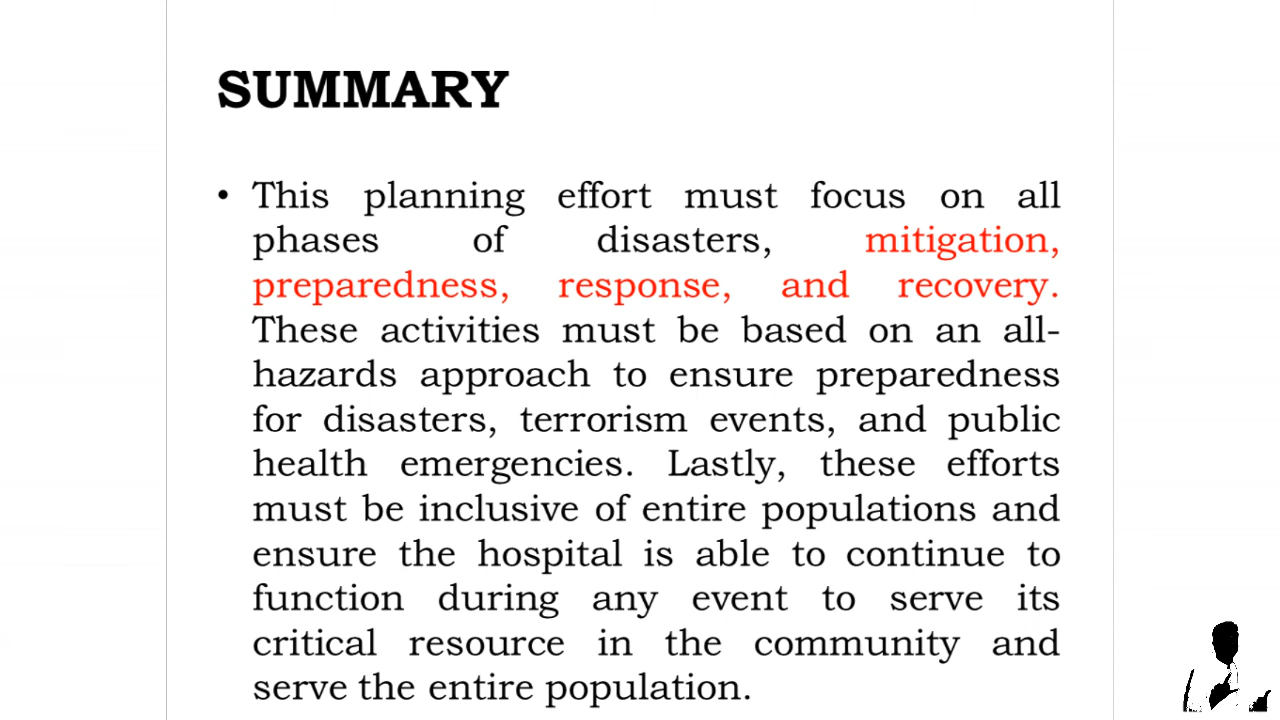 SUMMARY
• This planning effort must focus on all
phases of disasters, mitigation,
preparedness, response, and recovery.
These activities must be based on an all-
hazards approach to ensure preparedness
for disasters, terrorism events, and public
health emergencies. Lastly, these efforts
must be inclusive of entire populations and
ensure the hospital is able to continue to
function during any event to serve its
critical resource in the community and
serve the entire population.